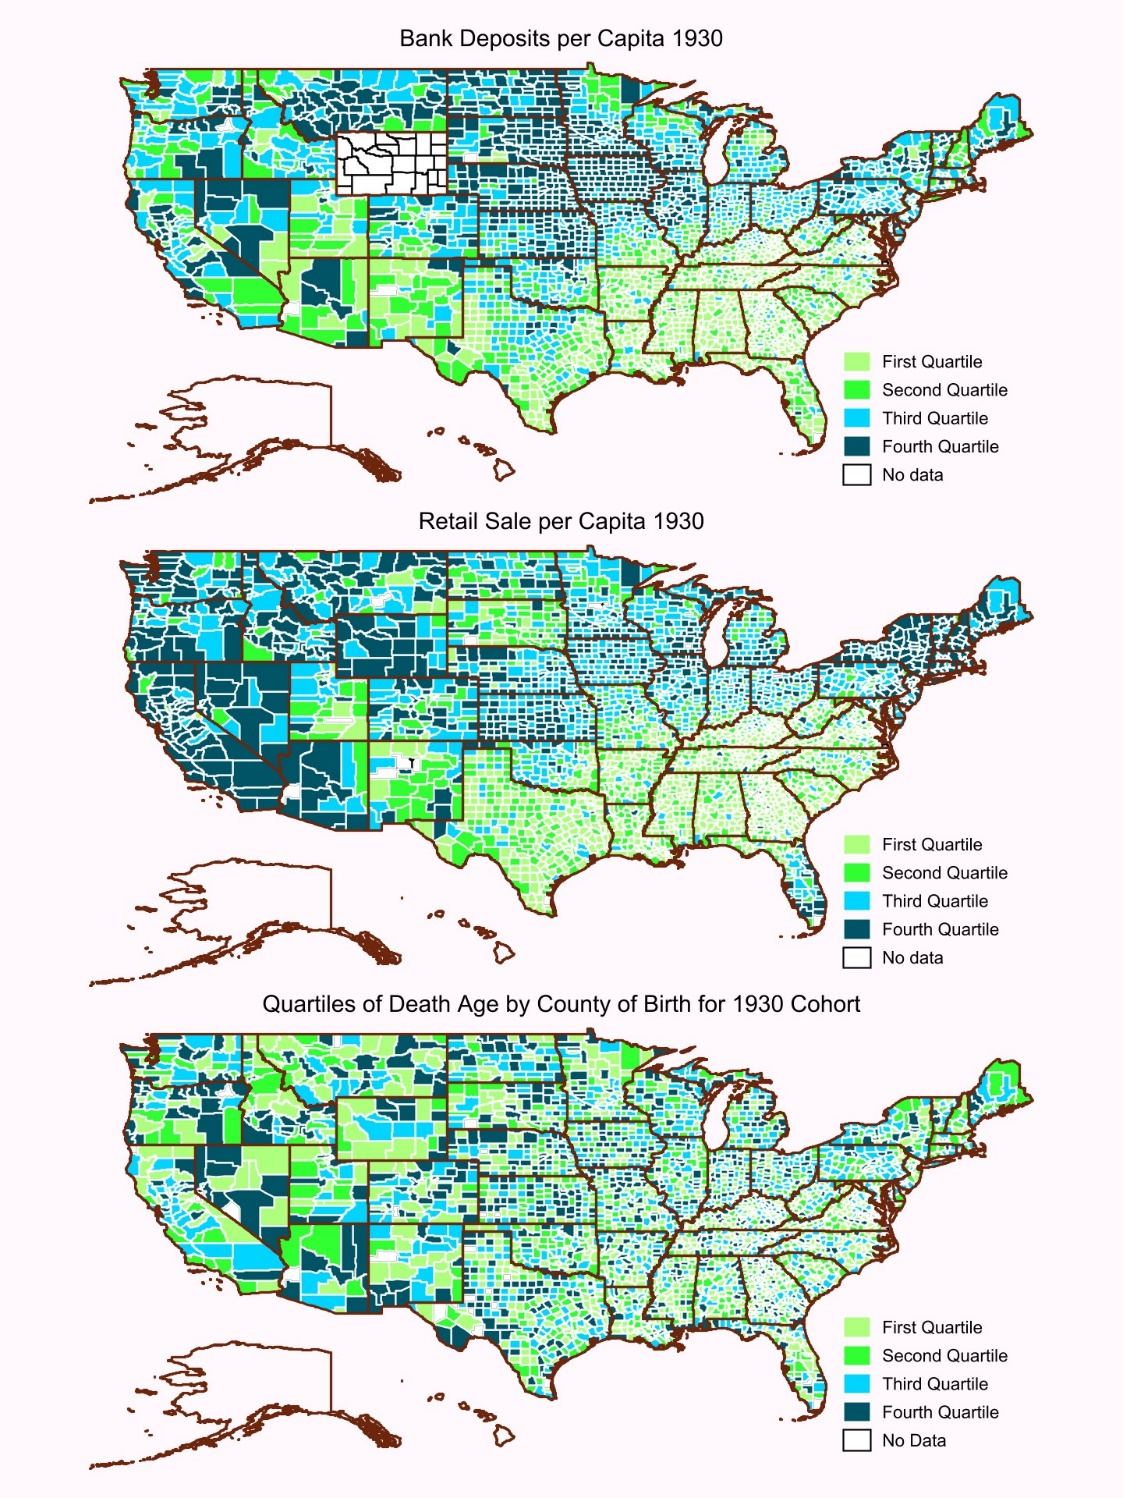 Bank Deposits per Capita 1930
First Quartile
Second Quartile
Third Quartile
Fourth Quartile
No data
Retail Sale per Capita 1930
First Quartile
Second Quartile
Third Quartile
Fourth Quartile
No data
Quartiles of Death Age by County of Birth for 1930 Cohort
First Quartile
Second Quartile
Third Quartile
Fourth Quartile
No Data